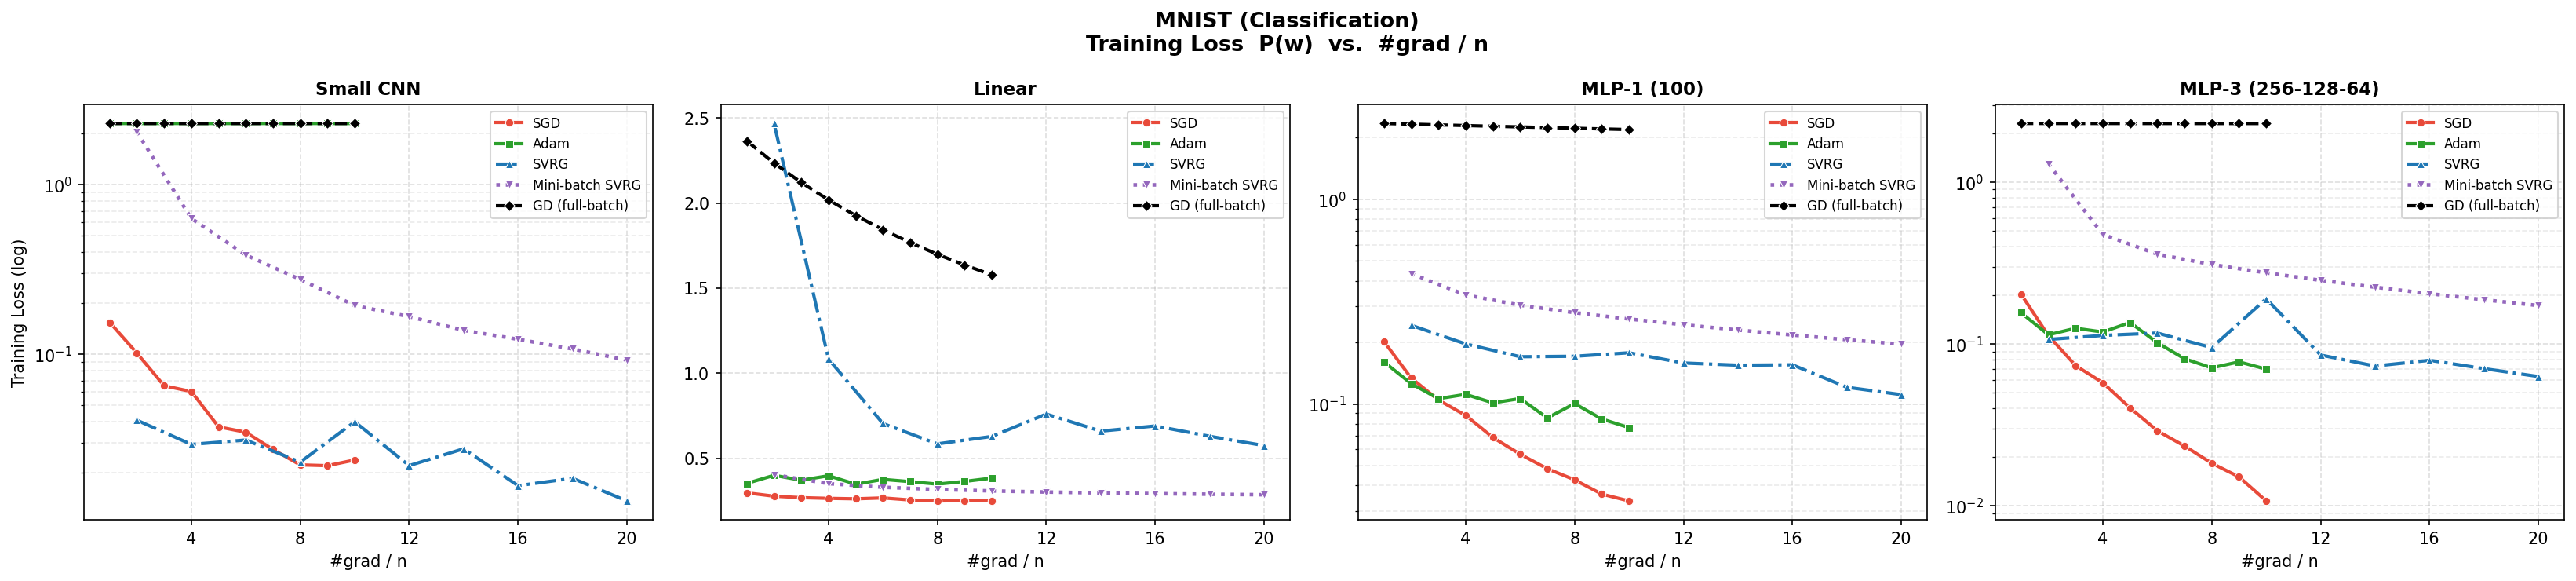 MNIST (Classification)
Training Loss  P(w)  vs.  #grad / n
Small CNN
Training Loss (log)
10⁰
10⁻¹
4 8 12 16 20
#grad / n
SGD
Adam
SVRG
Mini-batch SVRG
GD (full-batch)
Linear
2.5
2.0
1.5
1.0
0.5
4 8 12 16 20
#grad / n
SGD
Adam
SVRG
Mini-batch SVRG
GD (full-batch)
MLP-1 (100)
10⁰
10⁻¹
4 8 12 16 20
#grad / n
SGD
Adam
SVRG
Mini-batch SVRG
GD (full-batch)
MLP-3 (256-128-64)
10⁰
10⁻¹
10⁻²
4 8 12 16 20
#grad / n
SGD
Adam
SVRG
Mini-batch SVRG
GD (full-batch)